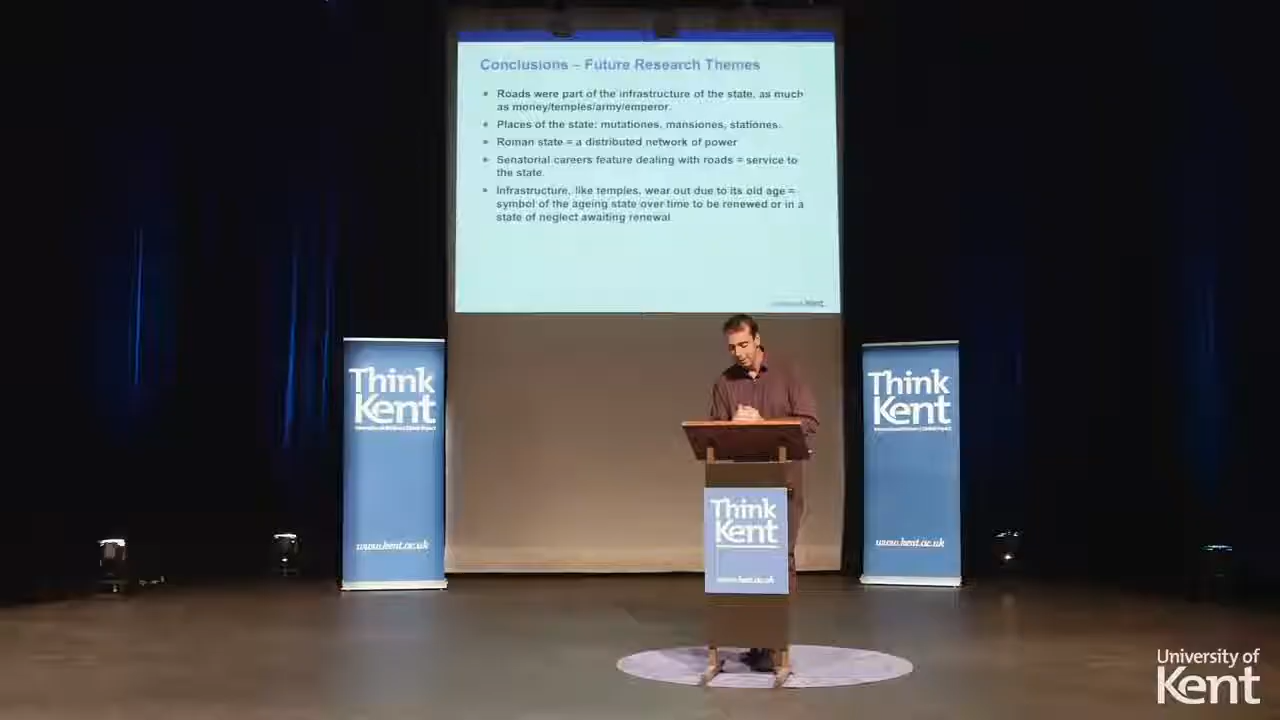 Conclusions – Future Research Themes
• Roads were part of the infrastructure of the state, as much
as money/temples/army/emperor.
• Places of the state: mutationes, mansiones, stationes.
• Roman state = a distributed network of power
• Senatorial careers feature dealing with roads = service to
the state.
• Infrastructure, like temples, wear out due to its old age =
symbol of the ageing state over time to be renewed or in a
state of neglect awaiting renewal
Kent
Think
Kent
www.kent.ac.uk
Think
Kent
www.kent.ac.uk
Think
Kent
www.kent.ac.uk
University of
Kent